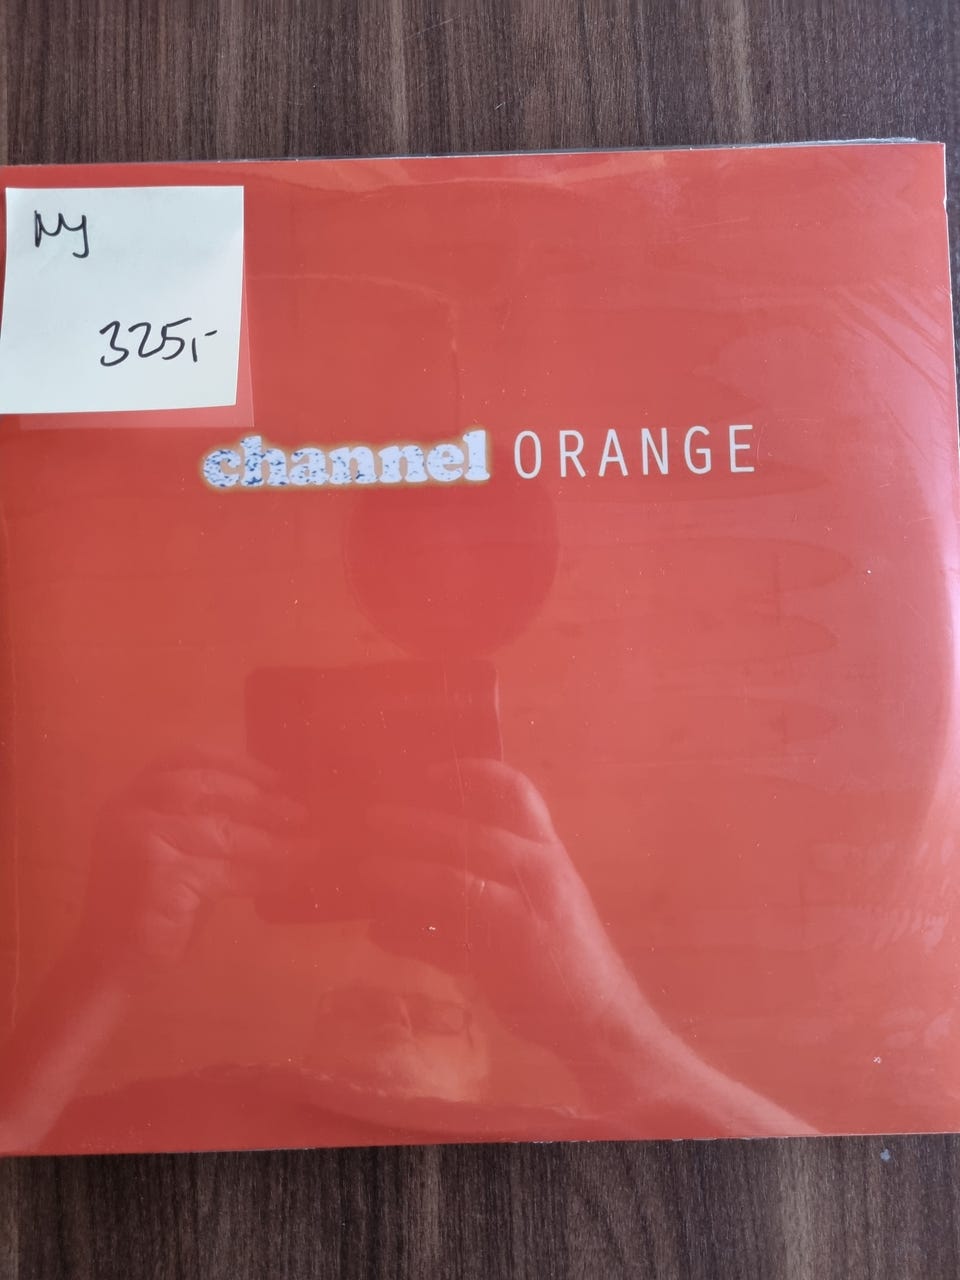 Ny
325,-
channel ORANGE